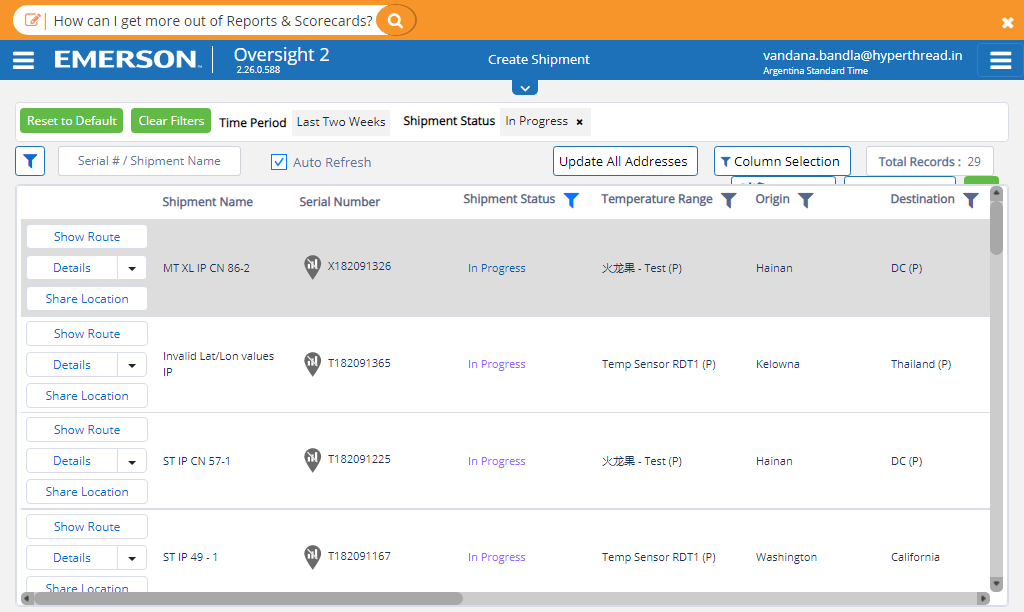 How can I get more out of Reports & Scorecards?
EMERSON™
Oversight 2
2.26.0.588
Create Shipment
vandana.bandla@hyperthread.in
Argentina Standard Time
Reset to Default
Clear Filters
Time Period
Last Two Weeks
Shipment Status
In Progress ×
Serial # / Shipment Name
Auto Refresh
Update All Addresses
Column Selection
Total Records : 29
Shipment Name Serial Number Shipment Status Temperature Range Origin Destination
Show Route
Details
Share Location
MT XL IP CN 86-2 X182091326 In Progress 火龙果 - Test (P) Hainan DC (P)
Show Route
Details
Share Location
Invalid Lat/Lon values
IP
T182091365 In Progress Temp Sensor RDT1 (P) Kelowna Thailand (P)
Show Route
Details
Share Location
ST IP CN 57-1 T182091225 In Progress 火龙果 - Test (P) Hainan DC (P)
Show Route
Details
Share Location
ST IP 49 - 1 T182091167 In Progress Temp Sensor RDT1 (P) Washington California